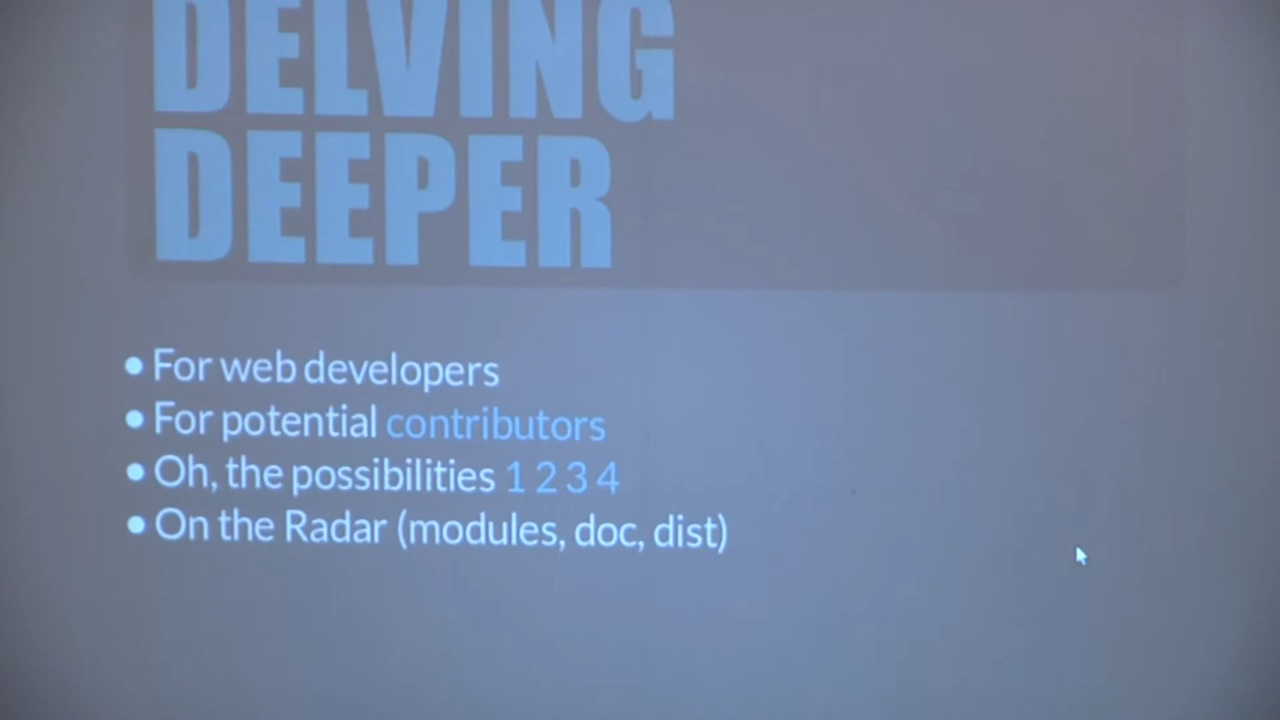 DELVING
DEEPER
• For web developers
• For potential contributors
• Oh, the possibilities 1 2 3 4
• On the Radar (modules, doc, dist)